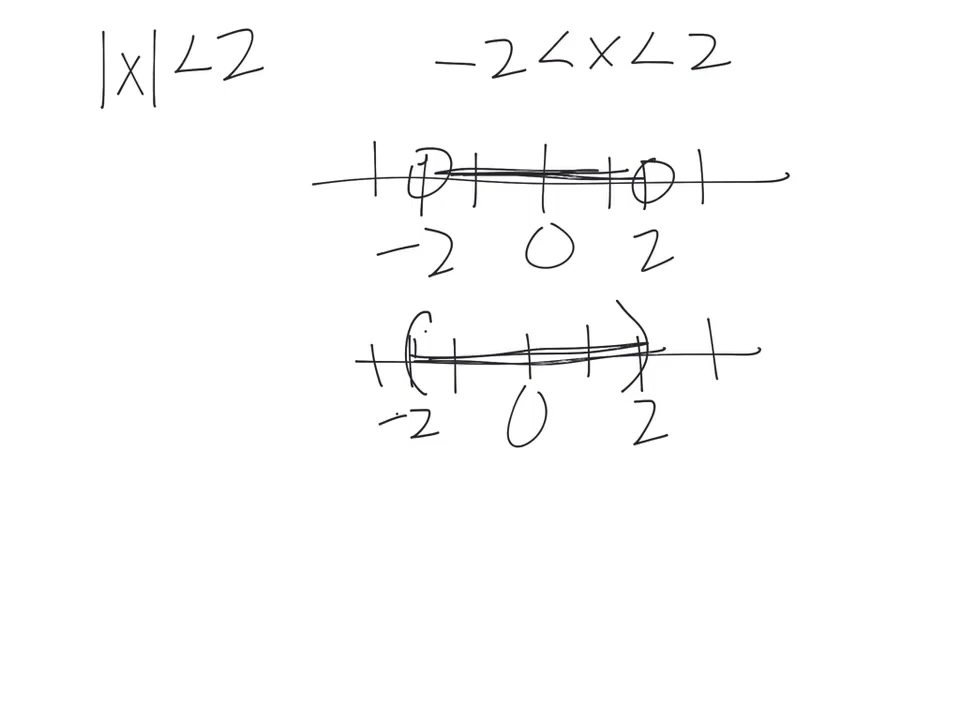 |x| < 2
-2 < x < 2
-2 0 2
( )
-2 0 2